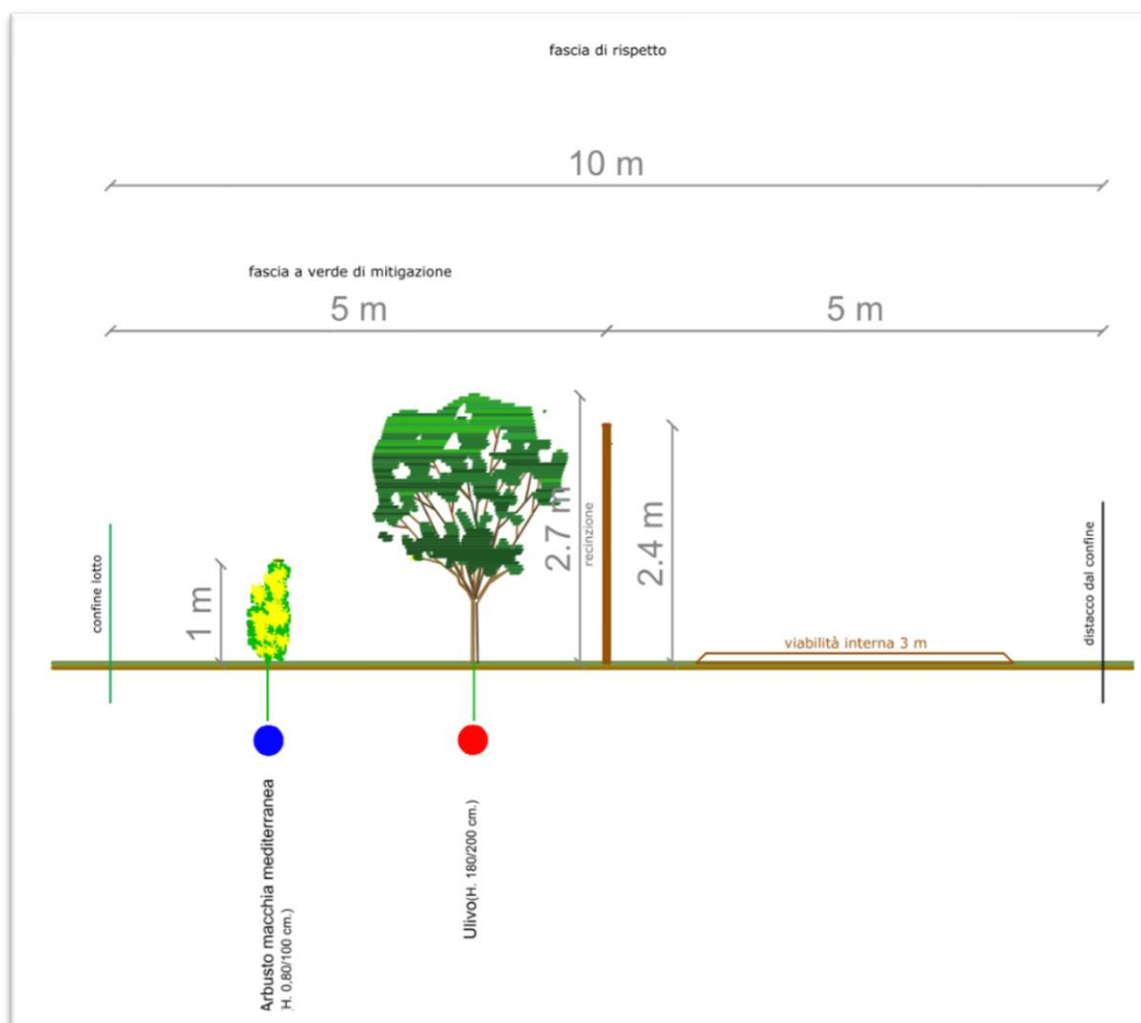 fascia di rispetto
10 m
fascia a verde di mitigazione
5 m
5 m
confine lotto
1 m
2.7 m
recinzione
2.4 m
viabilità interna 3 m
distacco dal confine
Arbusto macchia mediterranea
H. 0,80/100 cm.)
Ulivo(H. 180/200 cm.)